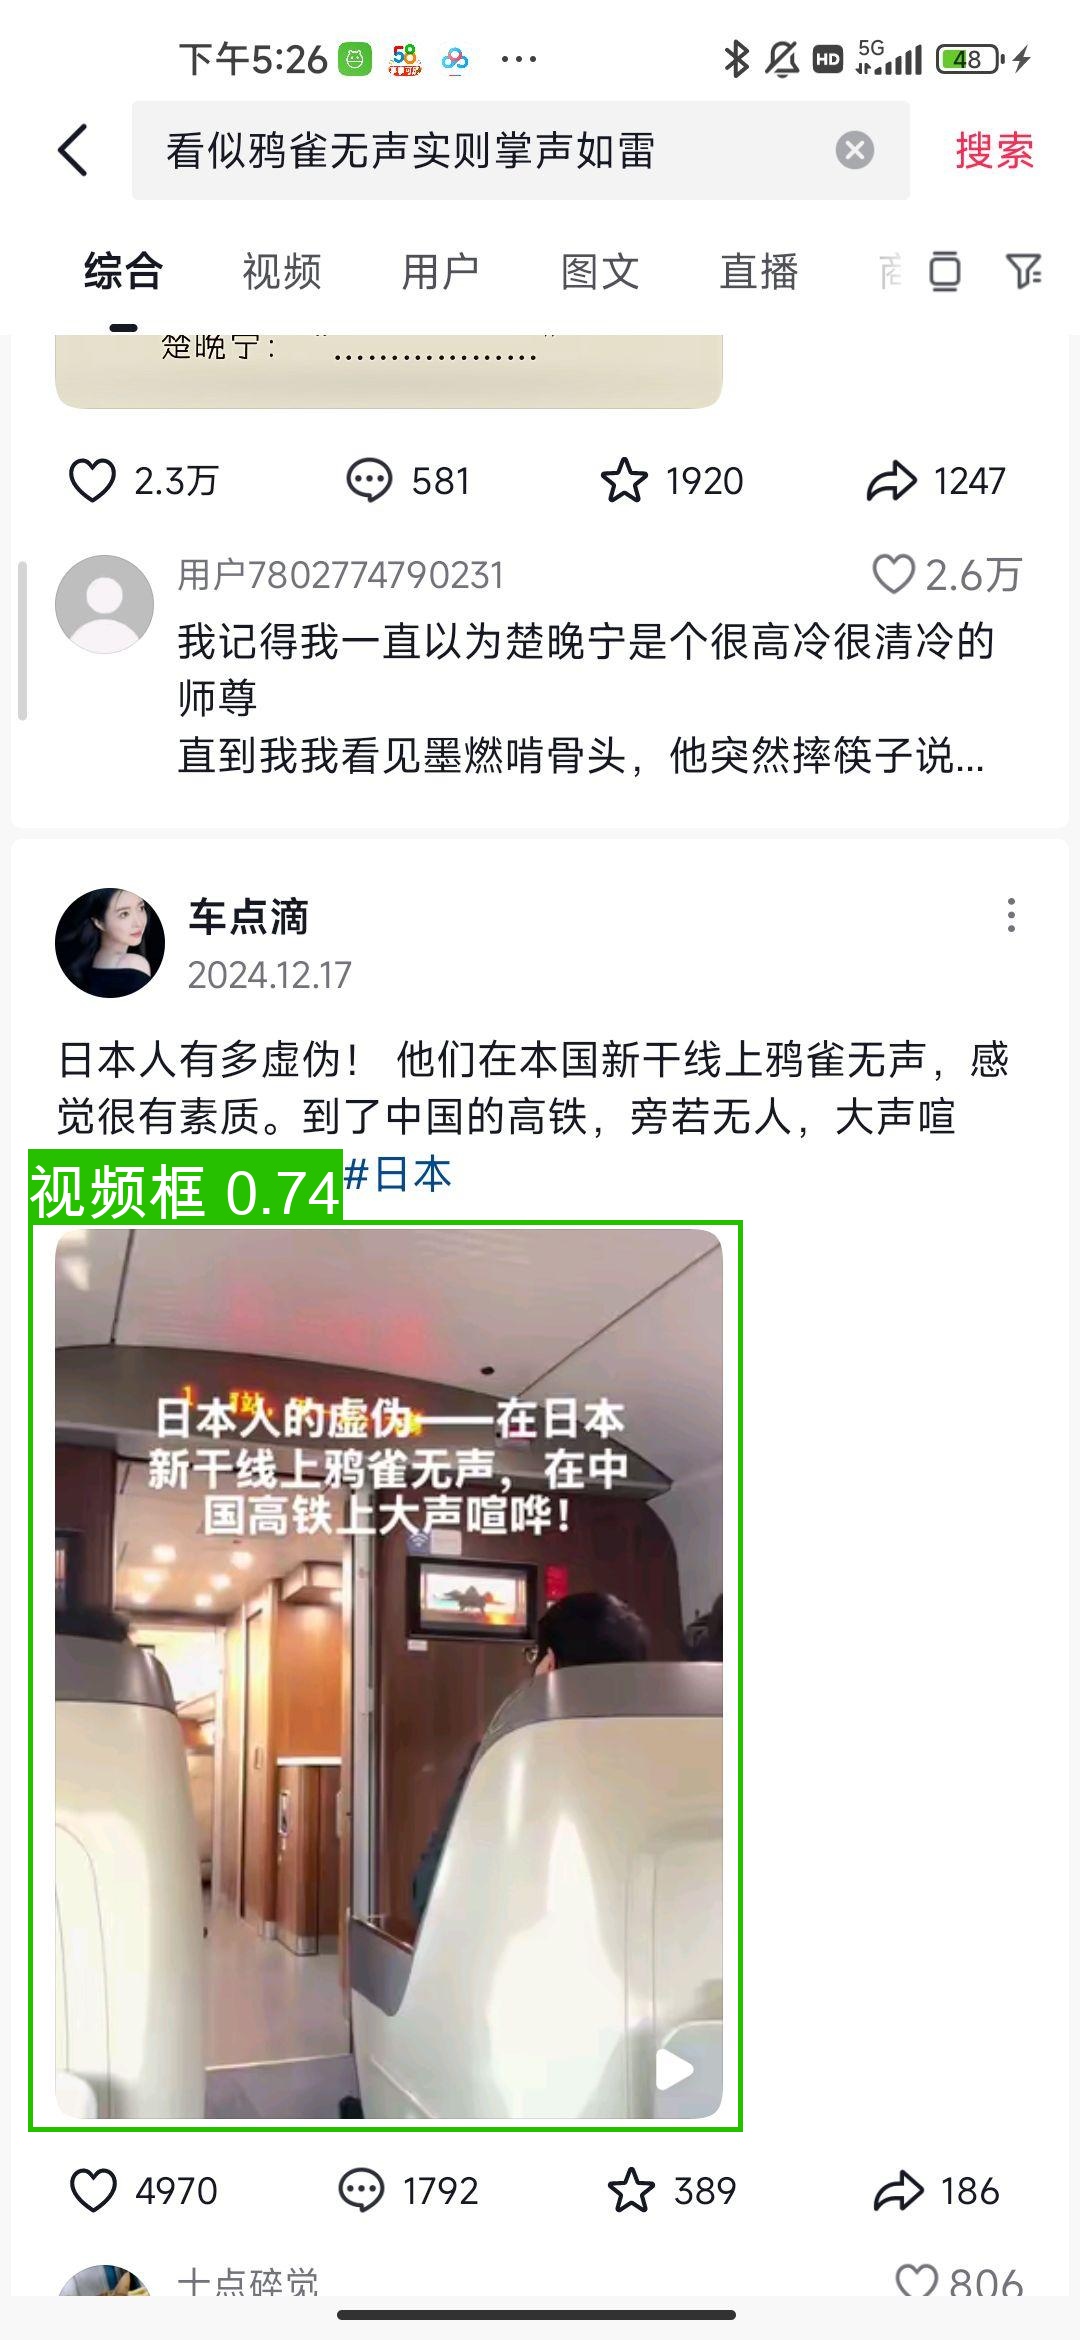 下午5:26 58 ... HD 5G 48
看似鸦雀无声实则掌声如雷 搜索
综合 视频 用户 图文 直播
楚晚宁：“………………”
2.3万 581 1920 1247
用户7802774790231 2.6万
我记得我一直以为楚晚宁是个很高冷很清冷的
师尊
直到我我看见墨燃啃骨头，他突然摔筷子说...
车点滴
2024.12.17
日本人有多虚伪！ 他们在本国新干线上鸦雀无声，感
觉很有素质。到了中国的高铁，旁若无人，大声喧
视频框 0.74 #日本
日本人的虚伪——在日本
新干线上鸦雀无声，在中
国高铁上大声喧哗！
4970 1792 389 186
十点碎觉 806